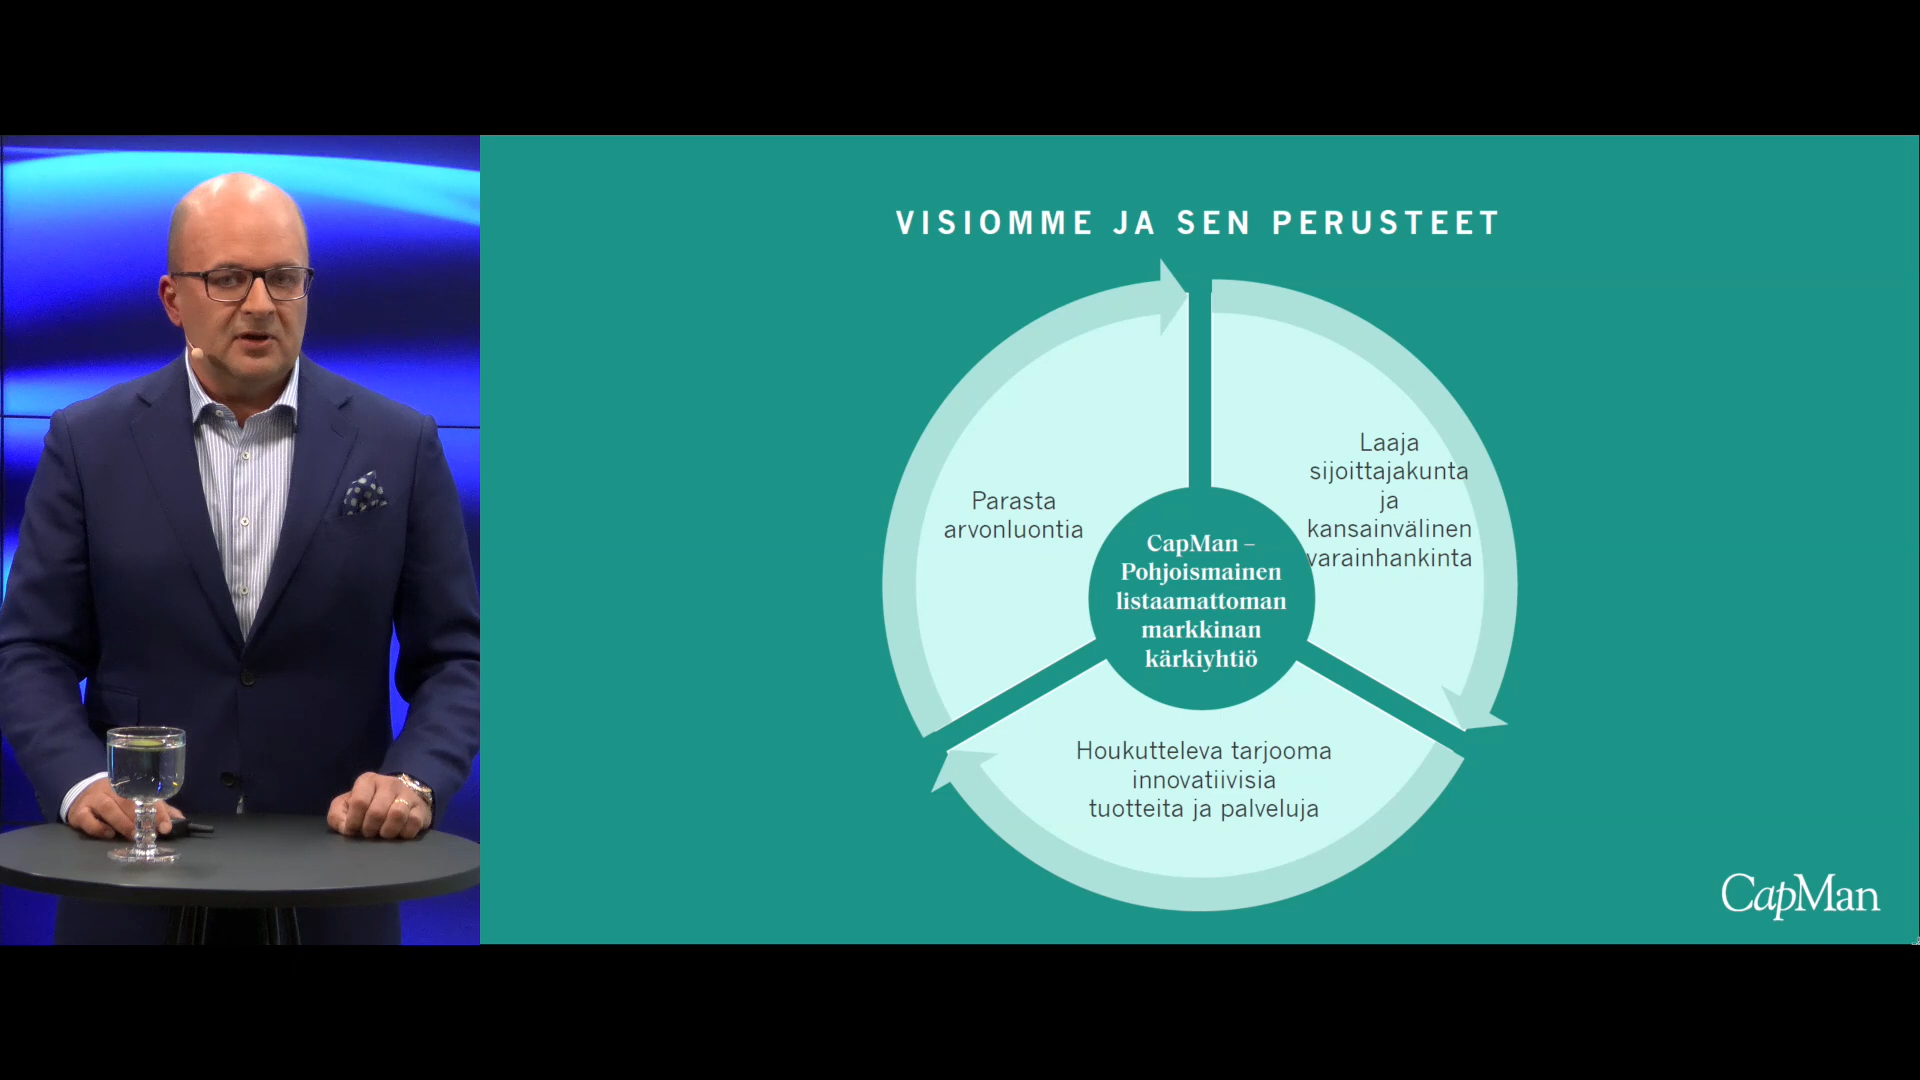 VISIOMME JA SEN PERUSTEET
Laaja
sijoittajakunta
ja
kansainvälinen
varainhankinta
Parasta
arvonluontia
CapMan –
Pohjoismainen
listaamattoman
markkinan
kärkiyhtiö
Houkutteleva tarjooma
innovatiivisia
tuotteita ja palveluja
CapMan